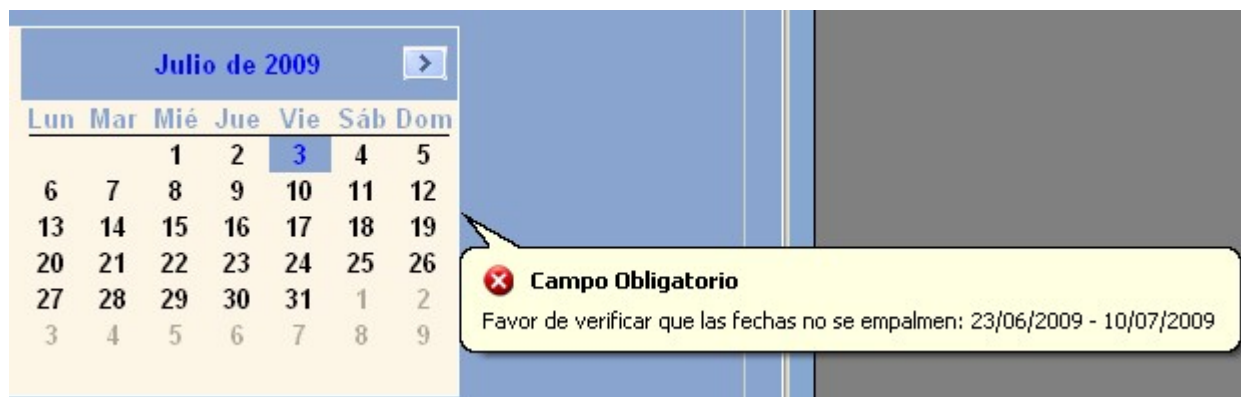 Julio de 2009
Lun Mar Mié Jue Vie Sáb Dom
1 2 3 4 5
6 7 8 9 10 11 12
13 14 15 16 17 18 19
20 21 22 23 24 25 26
27 28 29 30 31 1 2
3 4 5 6 7 8 9
Campo Obligatorio
Favor de verificar que las fechas no se empalmen: 23/06/2009 - 10/07/2009